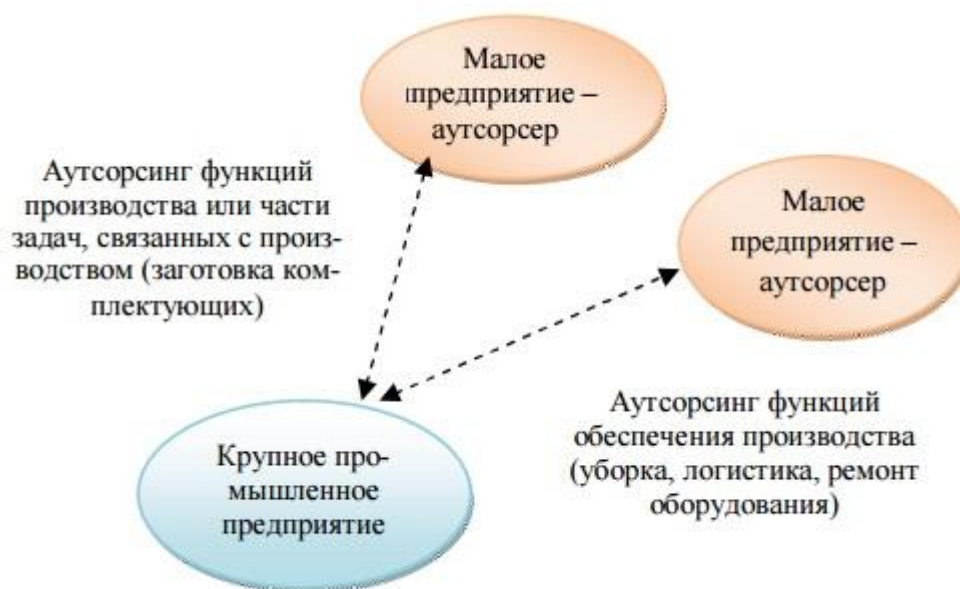 Малое
предприятие –
аутсорсер
Аутсорсинг функций
производства или части
задач, связанных с произ-
водством (заготовка ком-
плектующих)
Малое
предприятие –
аутсорсер
Аутсорсинг функций
обеспечения производства
(уборка, логистика, ремонт
оборудования)
Крупное про-
мышленное
предприятие